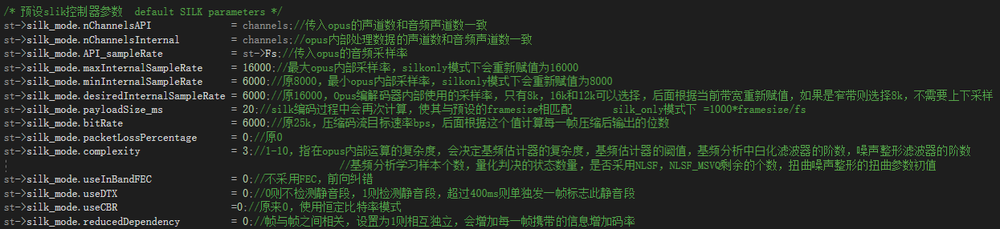 /* 预设slik控制器参数  default SILK parameters */
st->silk_mode.nChannelsAPI              = channels;//传入opus的声道数和音频声道数一致
st->silk_mode.nChannelsInternal         = channels;//opus内部处理数据的声道数和音频声道数一致
st->silk_mode.API_sampleRate            = st->Fs;//传入opus的音频采样率
st->silk_mode.maxInternalSampleRate     = 16000;//最大opus内部采样率，silkonly模式下会重新赋值为16000
st->silk_mode.minInternalSampleRate     = 6000;//原8000，最小opus内部采样率，silkonly模式下会重新赋值为8000
st->silk_mode.desiredInternalSampleRate = 6000;//原16000，Opus编解码器内部使用的采样率，只有8k，16k和12k可以选择，后面根据当前带宽重新赋值，如果是窄带则选择8k，不需要上下采样
st->silk_mode.payloadSize_ms            = 20;//silk编码过程中会再次计算，使其与预设的framesize相匹配      silk_only模式下 =1000*framesize/fs
st->silk_mode.bitRate                   = 6000;//原25k，压缩码流目标速率bps，后面根据这个值计算每一帧压缩后输出的位数
st->silk_mode.packetLossPercentage      = 0;//原0
st->silk_mode.complexity                = 3;//1-10，指在opus内部运算的复杂度，会决定基频估计器的复杂度，基频估计器的阈值，基频分析中白化滤波器的阶数，噪声整形滤波器的阶数
//基频分析学习样本个数，量化判决的状态数量，是否采用NLSF，NLSF_MSVQ剩余的个数，扭曲噪声整形的扭曲参数初值
st->silk_mode.useInBandFEC              = 0;//不采用FEC，前向纠错
st->silk_mode.useDTX                    = 0;//0则不检测静音段，1则检测静音段，超过400ms则单独发一帧标志此静音段
st->silk_mode.useCBR                    =0;//原来0，使用恒定比特率模式
st->silk_mode.reducedDependency         = 0;//帧与帧之间相关，设置为1则相互独立，会增加每一帧携带的信息增加码率